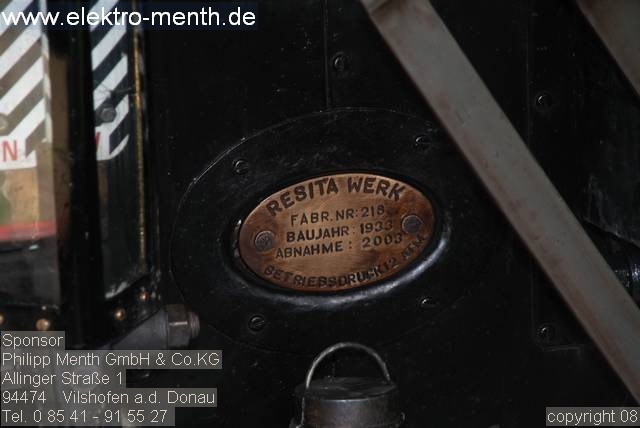 www.elektro-menth.de
N
RESITA WERK
FABR. NR: 218
BAUJAHR: 1933
ABNAHME : 2003
BETRIEBSDRUCK 12
Sponsor
Philipp Menth GmbH & Co.KG
Allinger Straße 1
94474 Vilshofen a.d. Donau
Tel. 0 85 41 - 91 55 27
copyright 08